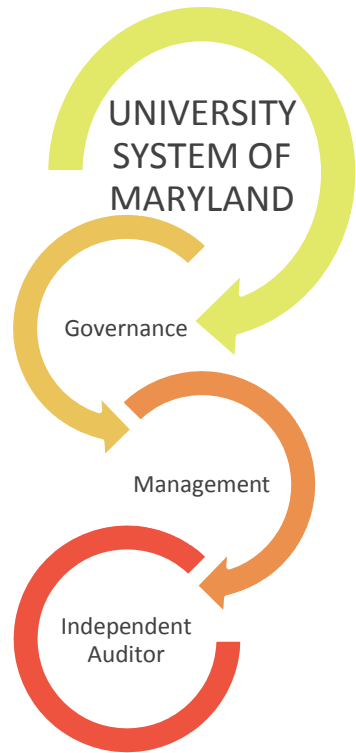 UNIVERSITY
SYSTEM OF
MARYLAND
Governance
Management
Independent
Auditor